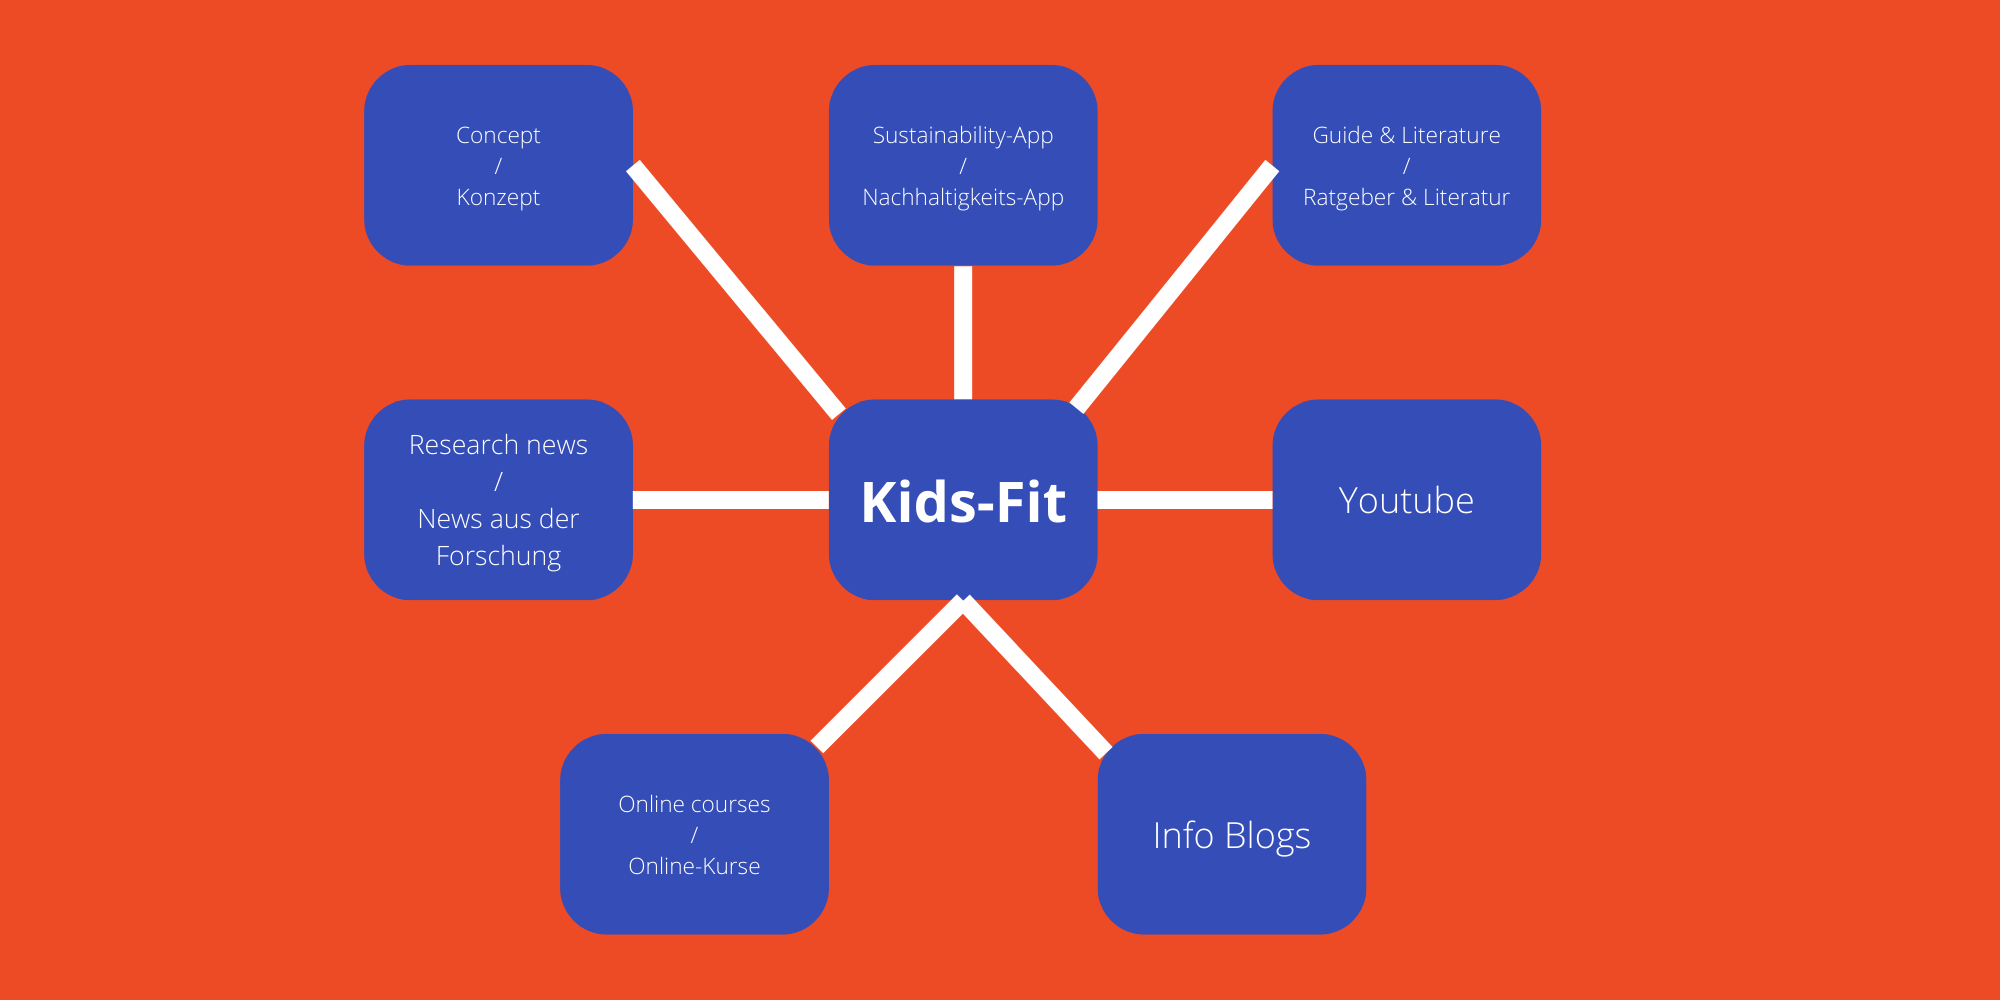 Concept
/
Konzept
Sustainability-App
/
Nachhaltigkeits-App
Guide & Literature
/
Ratgeber & Literatur
Research news
/
News aus der
Forschung
Kids-Fit
Youtube
Online courses
/
Online-Kurse
Info Blogs